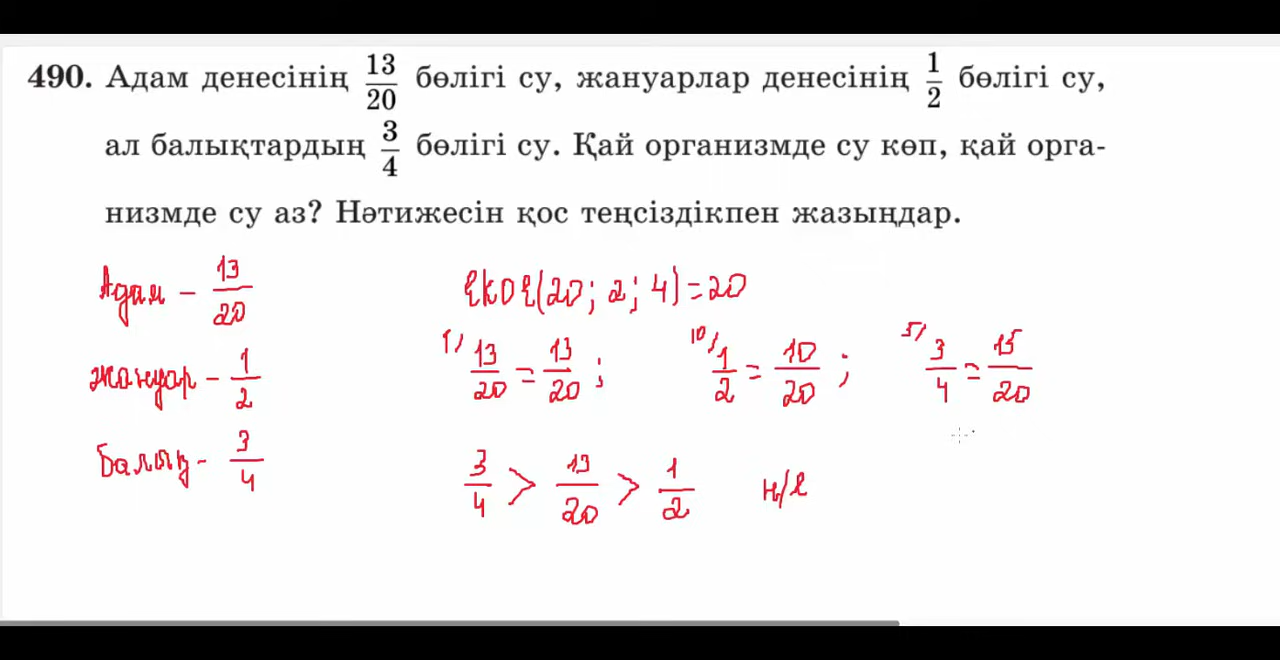 490. Адам денесінің 13/20 бөлігі су, жануарлар денесінің 1/2 бөлігі су,
ал балықтардың 3/4 бөлігі су. Қай организмде су көп, қай орга-
низмде су аз? Нәтижесін қос теңсіздікпен жазыңдар.
Адам – 13/20
ЕКОЕ(20; 2; 4) = 20
жануар – 1/2
1/ 13/20 = 13/20 ; 10/ 1/2 = 10/20 ; 5/ 3/4 = 15/20
Балық - 3/4
3/4 > 13/20 > 1/2